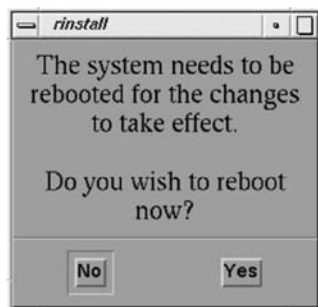 rinstall
The system needs to be
rebooted for the changes
to take effect.
Do you wish to reboot
now?
No
Yes